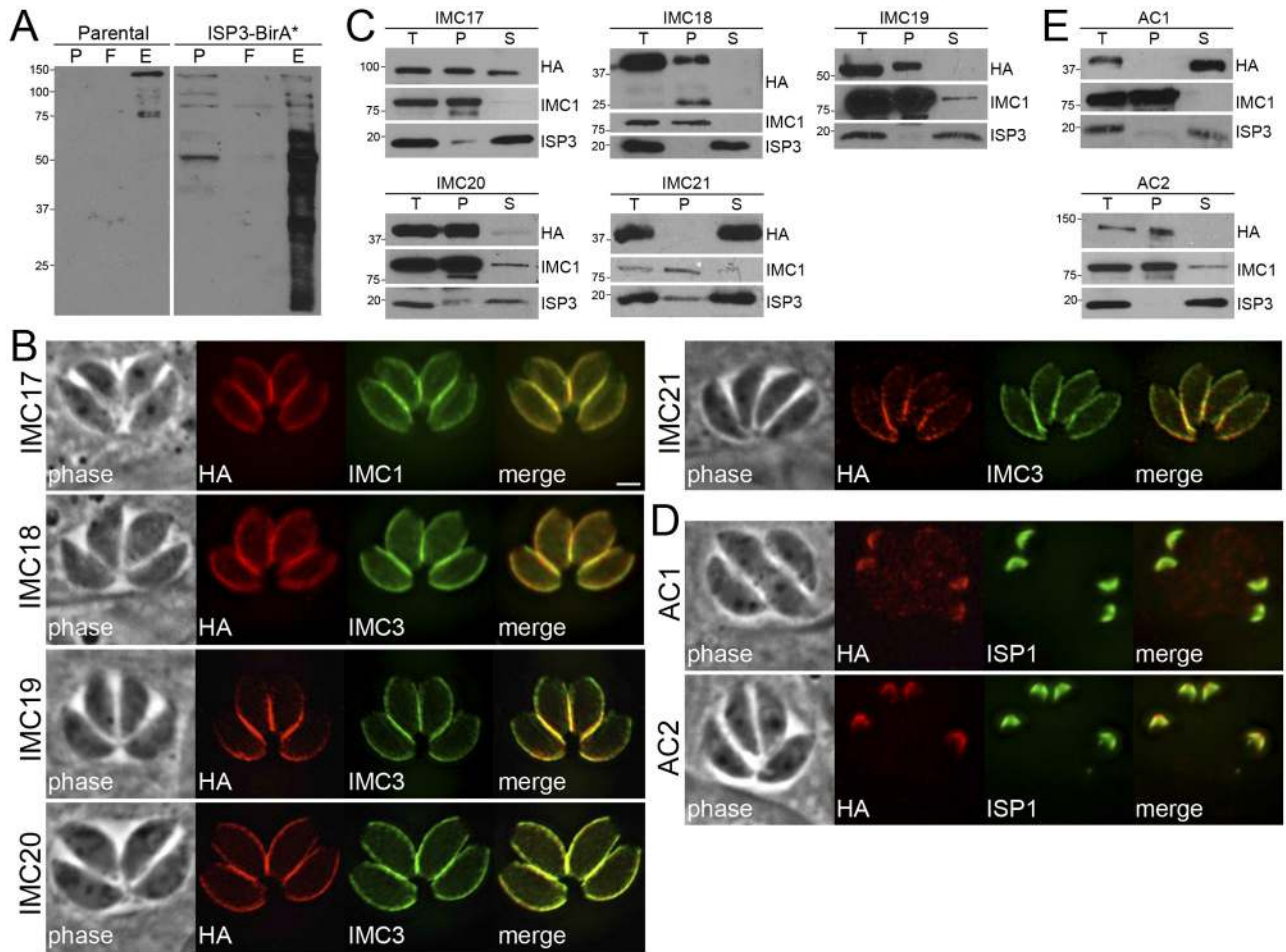 A
Parental
ISP3-BirA*
P F E P F E
150
100
75
50
37
25
C
IMC17
T P S
100
HA
75
IMC1
20
ISP3
IMC18
T P S
37
HA
25
75
IMC1
20
ISP3
IMC19
T P S
50
HA
75
IMC1
20
ISP3
IMC20
T P S
37
HA
75
IMC1
20
ISP3
IMC21
T P S
37
HA
75
IMC1
20
ISP3
E
AC1
T P S
37
HA
75
IMC1
20
ISP3
AC2
T P S
150
HA
75
IMC1
20
ISP3
B
IMC17
phase HA IMC1 merge
IMC18
phase HA IMC3 merge
IMC19
phase HA IMC3 merge
IMC20
phase HA IMC3 merge
IMC21
phase HA IMC3 merge
D
AC1
phase HA ISP1 merge
AC2
phase HA ISP1 merge